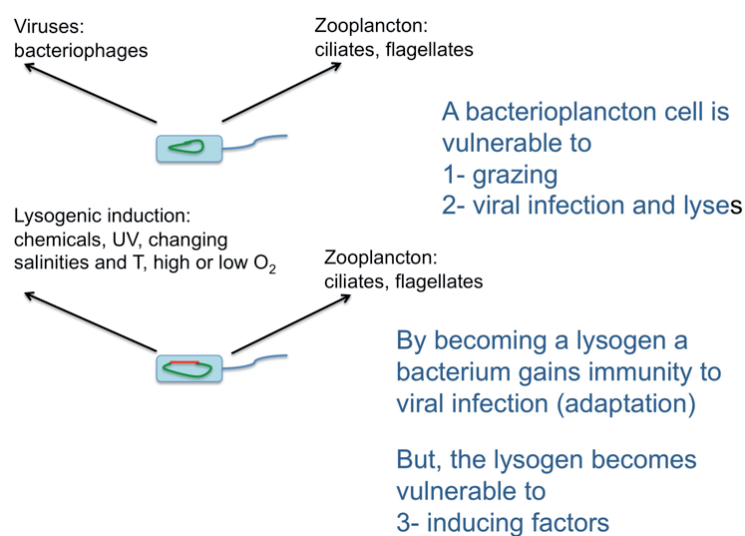 Viruses:
bacteriophages
Zooplancton:
ciliates, flagellates
A bacterioplancton cell is
vulnerable to
1- grazing
2- viral infection and lyses
Lysogenic induction:
chemicals, UV, changing
salinities and T, high or low O₂
Zooplancton:
ciliates, flagellates
By becoming a lysogen a
bacterium gains immunity to
viral infection (adaptation)
But, the lysogen becomes
vulnerable to
3- inducing factors